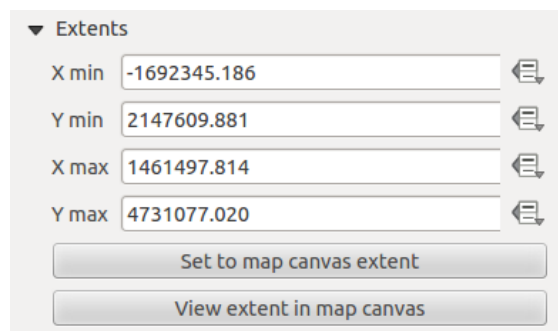 Extents
X min -1692345.186
Y min 2147609.881
X max 1461497.814
Y max 4731077.020
Set to map canvas extent
View extent in map canvas